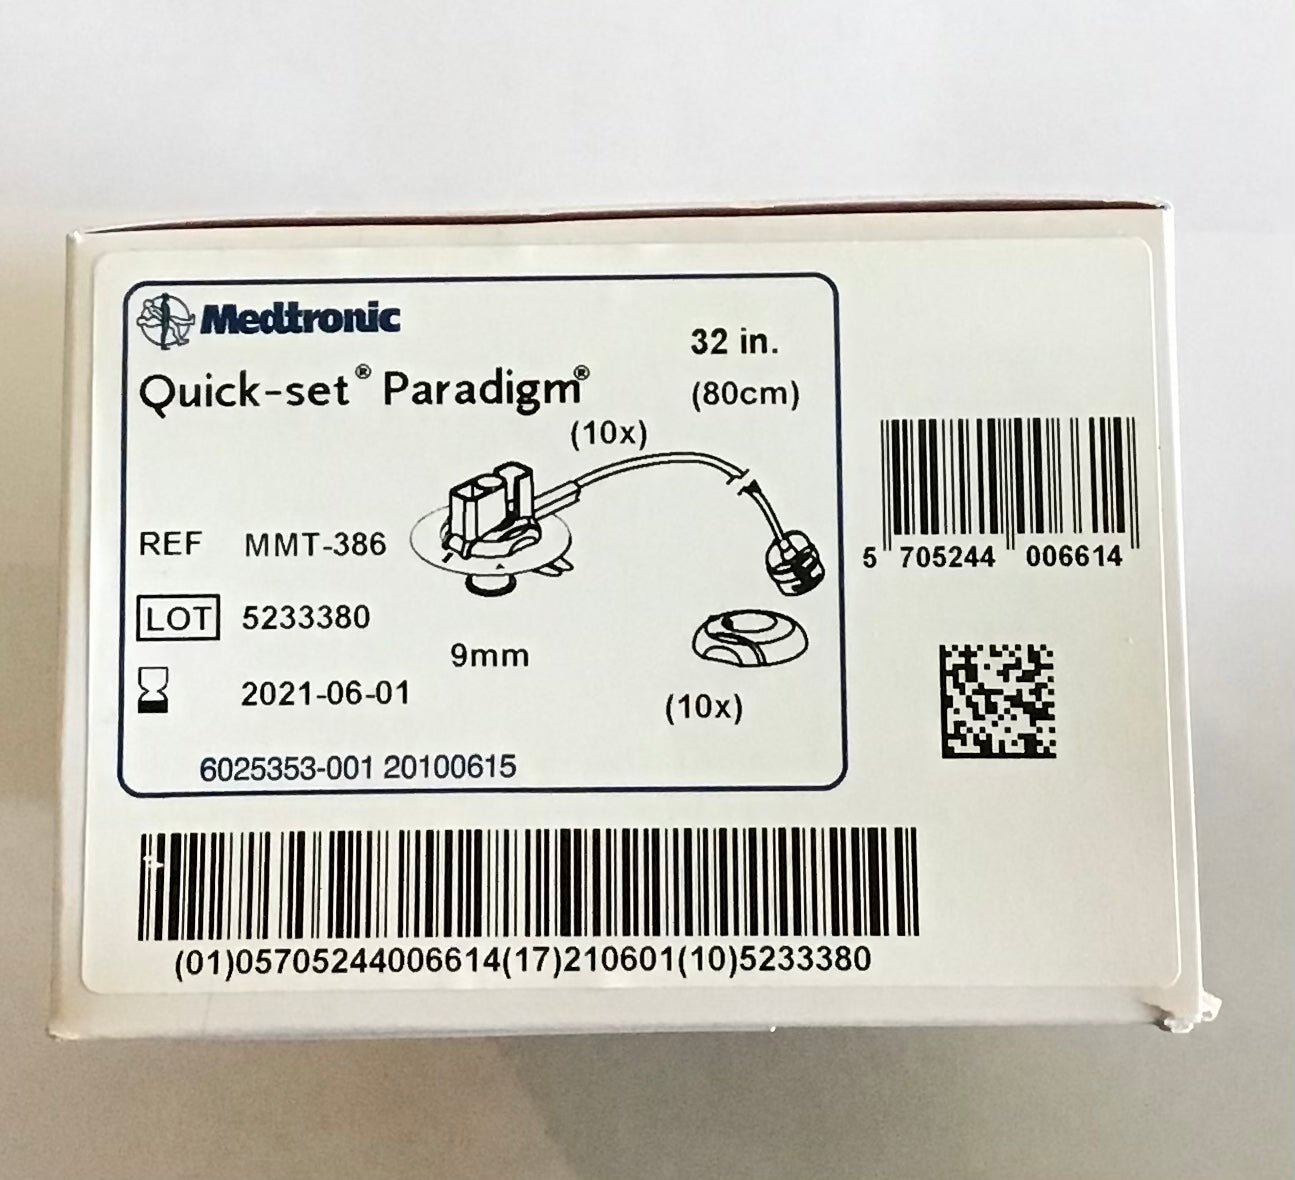 Medtronic
Quick-set® Paradigm®
32 in.
(80cm)
(10x)
REF MMT-386
LOT 5233380
9mm
2021-06-01
(10x)
6025353-001 20100615
5 705244 006614
(01)05705244006614(17)210601(10)5233380